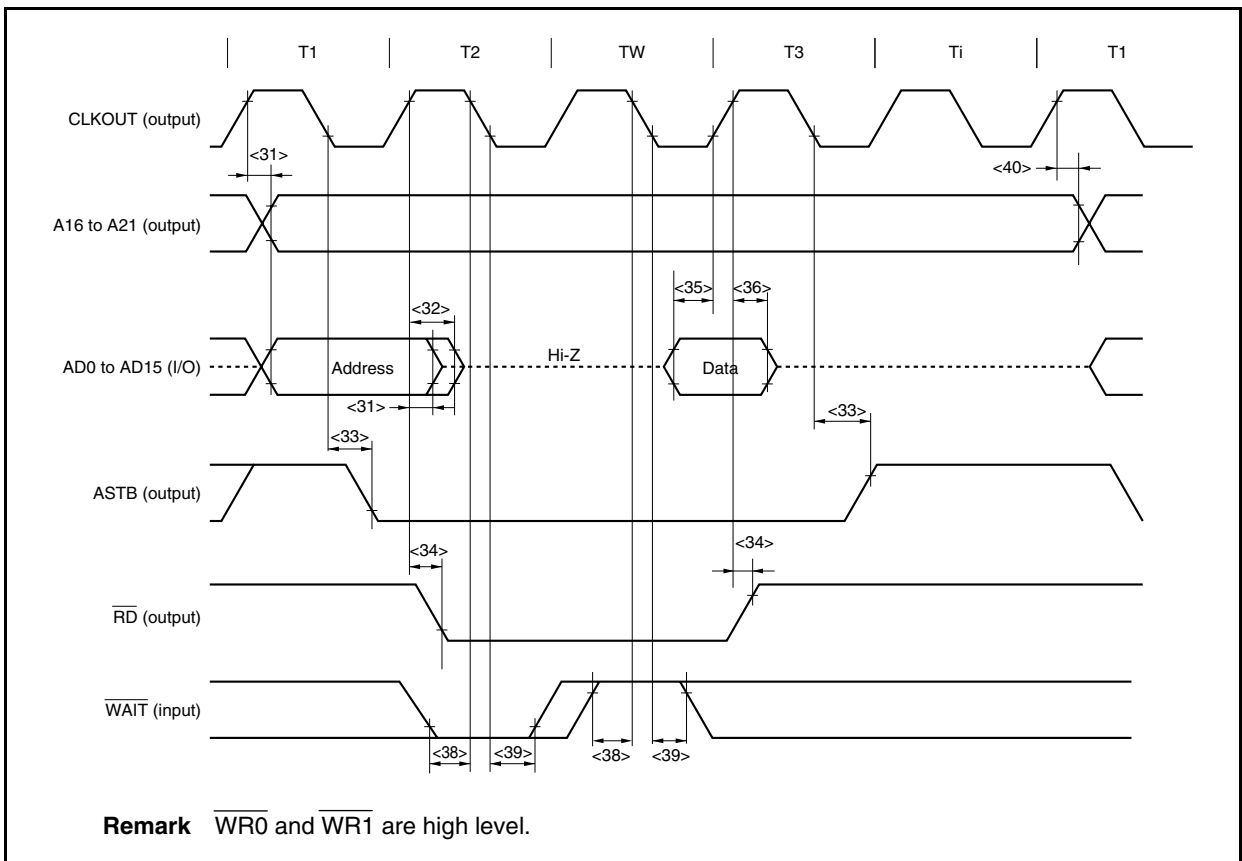 T1 T2 TW T3 Ti T1
CLKOUT (output)
<31> <40>
A16 to A21 (output)
<35> <36>
<32>
AD0 to AD15 (I/O) Address Hi-Z Data
<31> <33>
<33>
ASTB (output)
<34> <34>
RD (output)
WAIT (input)
<38> <39> <38> <39>
Remark WR0 and WR1 are high level.